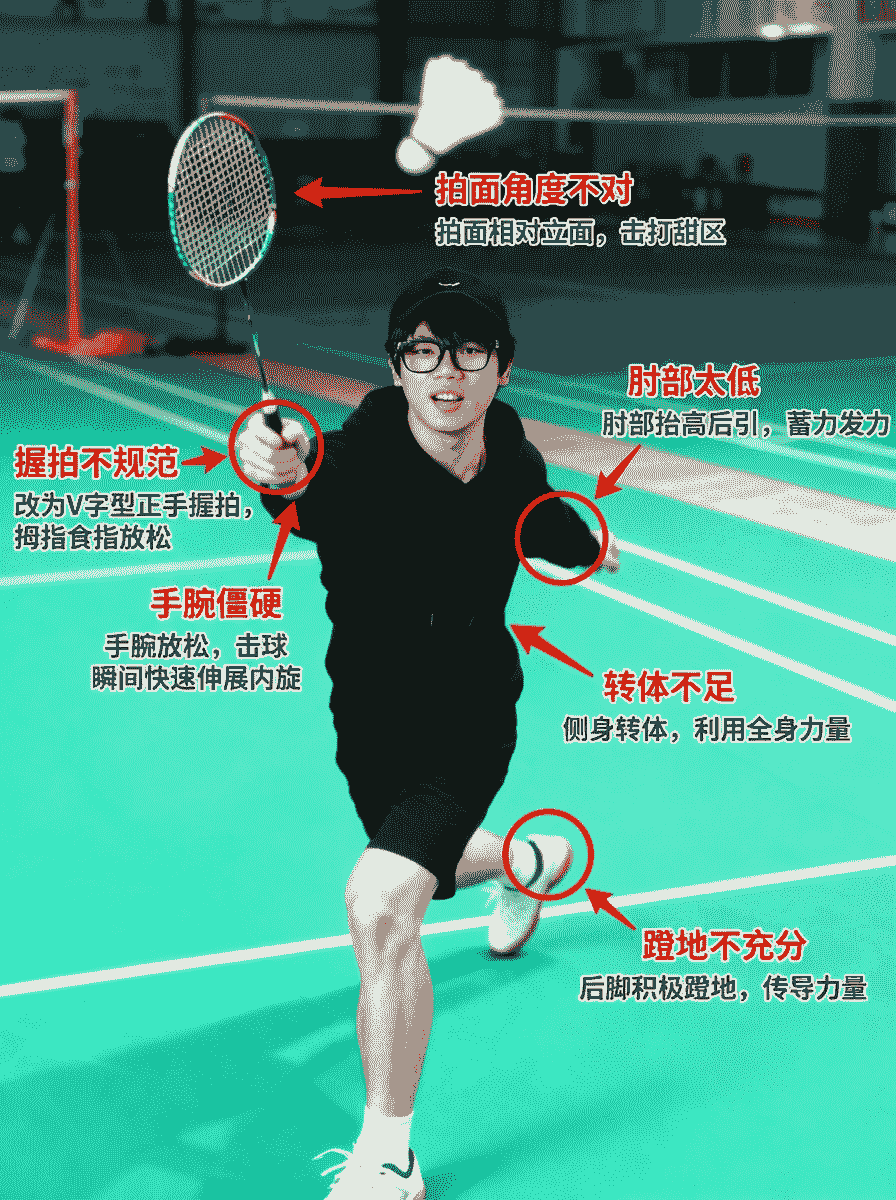 拍面角度不对
拍面相对立面，击打甜区
肘部太低
肘部抬高后引，蓄力发力
握拍不规范
改为V字型正手握拍，
拇指食指放松
手腕僵硬
手腕放松，击球
瞬间快速伸展内旋
转体不足
侧身转体，利用全身力量
蹬地不充分
后脚积极蹬地，传导力量